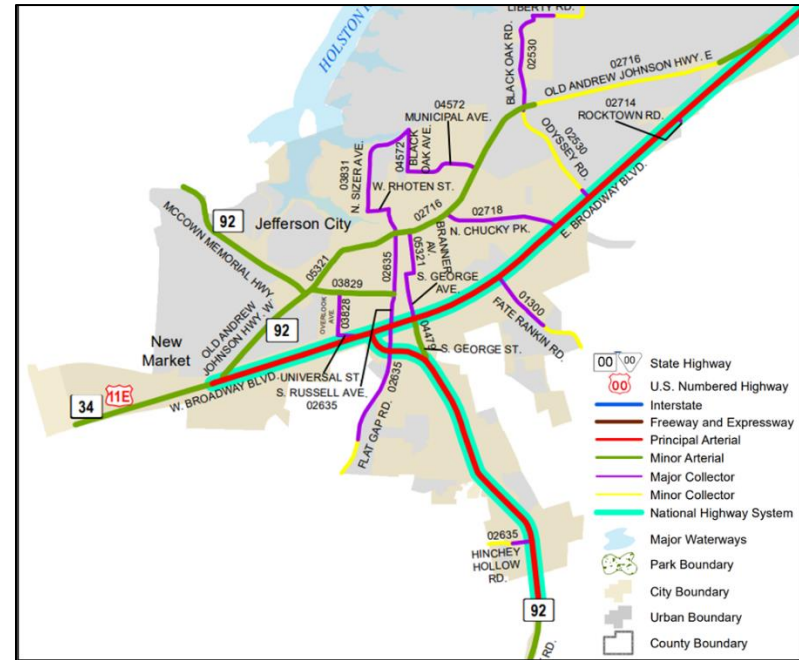 LIBERTY RD.
HOLSTON
BLACK OAK RD.
02530
02716
OLD ANDREW JOHNSON HWY. E
02714
ROCKTOWN RD.
04572
MUNICIPAL AVE.
BLACK
OAK AVE.
04572
03831
N. SIZER AVE.
02530
ODYSSEY RD.
W. RHOTEN ST.
E. BROADWAY BLVD.
02716
02718
N. CHUCKY PK.
92
MCCOWN MEMORIAL HWY.
Jefferson City
BRANNER
AV.
05321
05321
02635
S. GEORGE
AVE.
03829
OVERLOOK
AVE.
03828
01300
FATE RANKIN RD.
OLD ANDREW
JOHNSON HWY. W
92
New
Market
04479
S. GEORGE ST.
UNIVERSAL ST.
S. RUSSELL AVE.
02635
02635
W. BROADWAY BLVD.
34
11E
FLAT GAP RD.
02635
HINCHEY
HOLLOW
RD.
92
RD.
00 00 State Highway
00 U.S. Numbered Highway
Interstate
Freeway and Expressway
Principal Arterial
Minor Arterial
Major Collector
Minor Collector
National Highway System
Major Waterways
Park Boundary
City Boundary
Urban Boundary
County Boundary